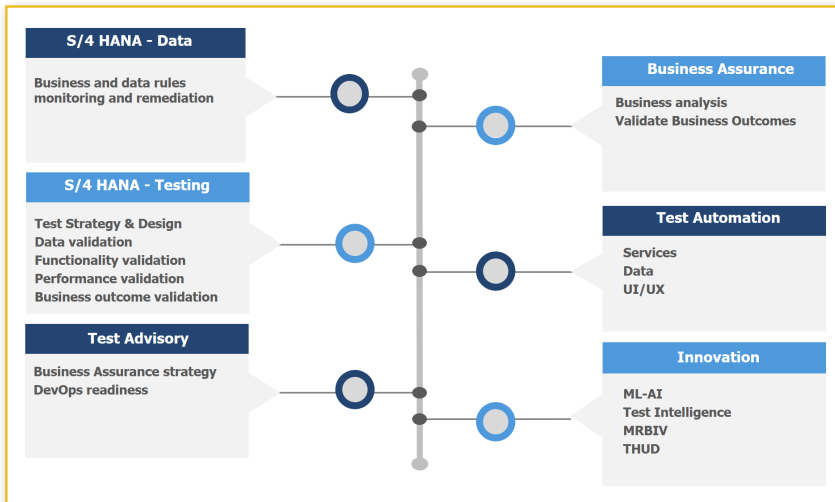 S/4 HANA - Data
Business and data rules
monitoring and remediation
Business Assurance
Business analysis
Validate Business Outcomes
S/4 HANA - Testing
Test Strategy & Design
Data validation
Functionality validation
Performance validation
Business outcome validation
Test Automation
Services
Data
UI/UX
Test Advisory
Business Assurance strategy
DevOps readiness
Innovation
ML-AI
Test Intelligence
MRBIV
THUD